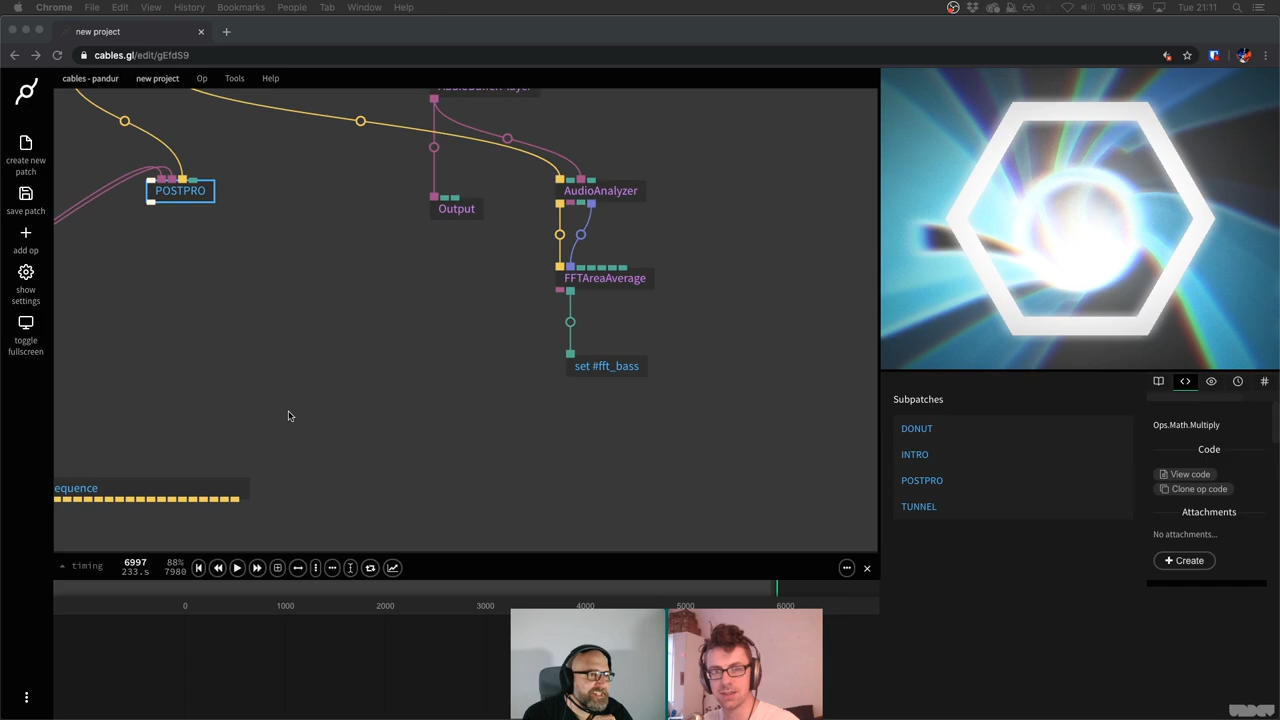 Chrome File Edit View History Bookmarks People Tab Window Help 100 % Tue 21:11
new project
cables.gl/edit/gEfdS9
cables - pandur new project Op Tools Help
create new patch
save patch
add op
show settings
toggle fullscreen
AudioBufferPlayer
POSTPRO
AudioAnalyzer
Output
FFTAreaAverage
set #fft_bass
equence
Subpatches
DONUT
INTRO
POSTPRO
TUNNEL
Ops.Math.Multiply
Code
View code
Clone op code
Attachments
No attachments...
+ Create
timing
6997
233.s
88%
7980
0 1000 2000 3000 4000 5000 6000